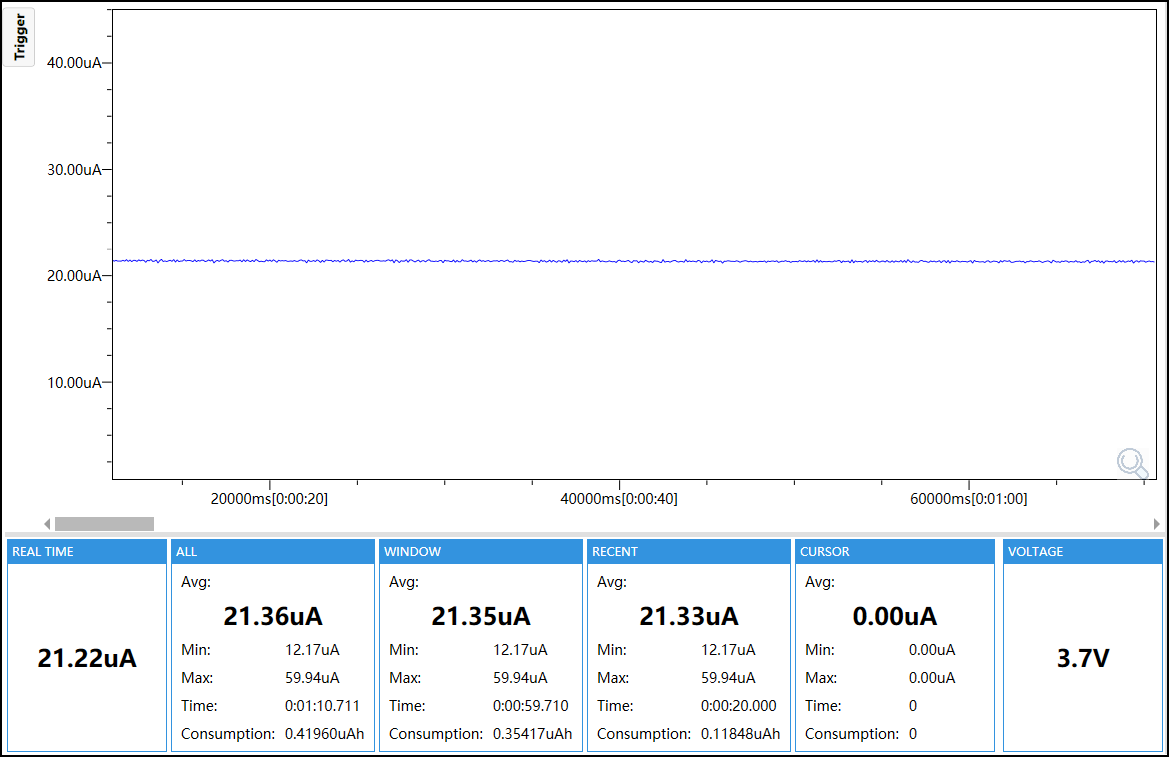 Trigger
40.00uA
30.00uA
20.00uA
10.00uA
20000ms[0:00:20] 40000ms[0:00:40] 60000ms[0:01:00]
REAL TIME
21.22uA
ALL
Avg:
21.36uA
Min: 12.17uA
Max: 59.94uA
Time: 0:01:10.711
Consumption: 0.41960uAh
WINDOW
Avg:
21.35uA
Min: 12.17uA
Max: 59.94uA
Time: 0:00:59.710
Consumption: 0.35417uAh
RECENT
Avg:
21.33uA
Min: 12.17uA
Max: 59.94uA
Time: 0:00:20.000
Consumption: 0.11848uAh
CURSOR
Avg:
0.00uA
Min: 0.00uA
Max: 0.00uA
Time: 0
Consumption: 0
VOLTAGE
3.7V